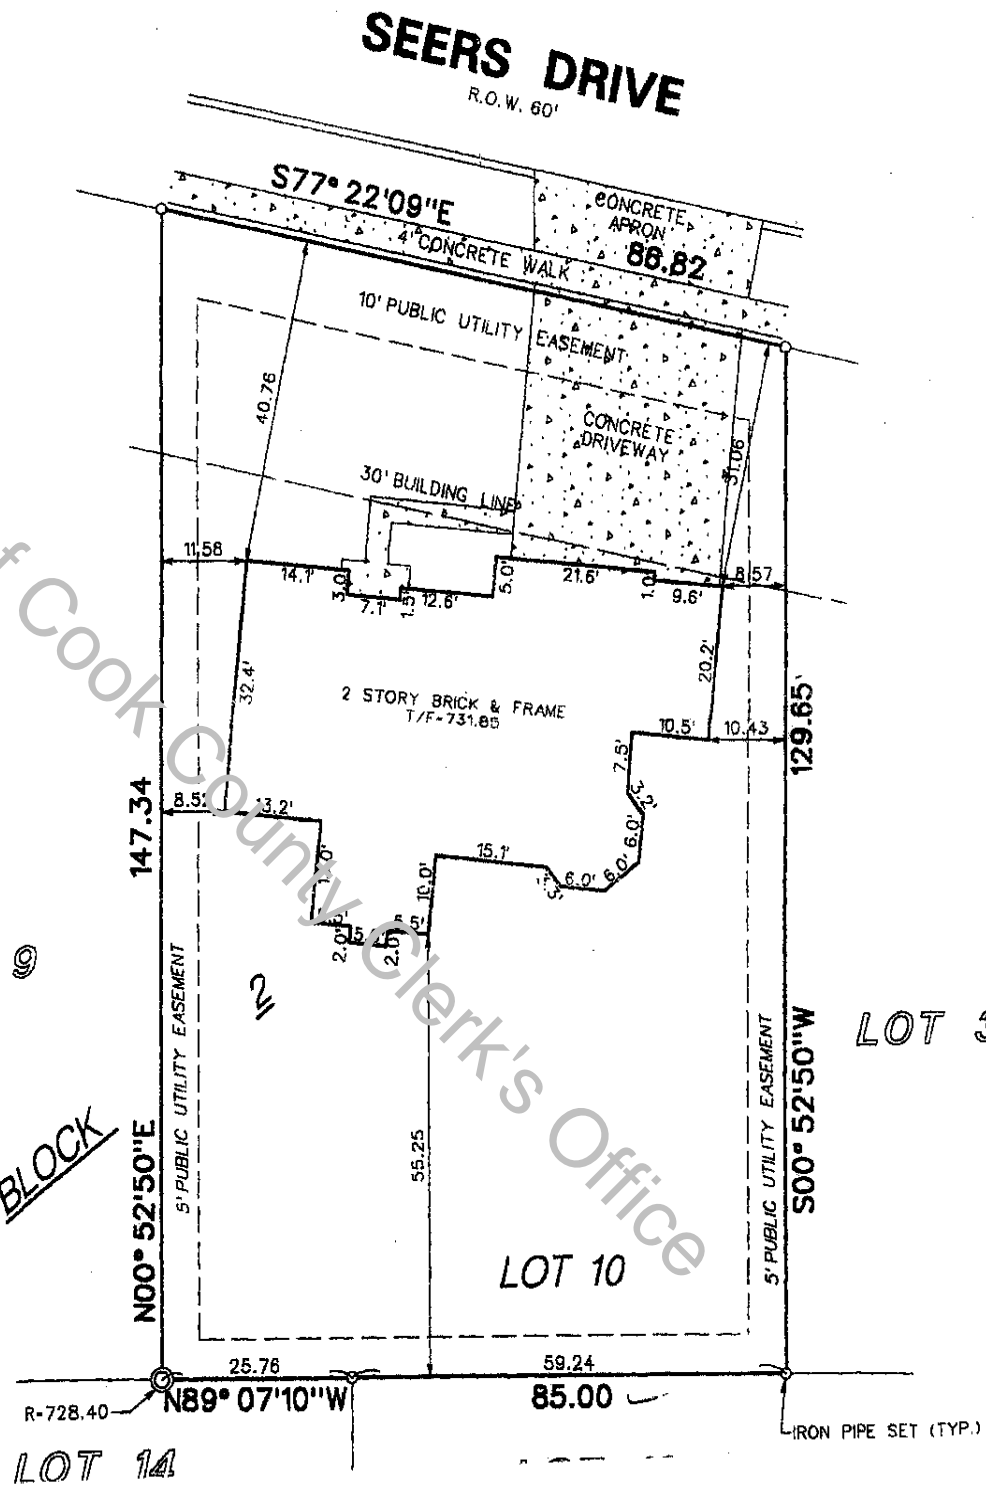 SEERS DRIVE
R.O.W. 60'
S77° 22'09"E
CONCRETE
APRON
86.82
4' CONCRETE WALK
10' PUBLIC UTILITY EASEMENT
40.76
CONCRETE
DRIVEWAY
31.06
30' BUILDING LINE
11.58
14.1'
3.0'
7.1'
1.5'
12.6'
5.0'
21.6'
1.0'
9.6'
8.57
32.4'
20.2'
2 STORY BRICK & FRAME
T/F-731.85
10.5'
10.43
129.65'
7.5'
3.2'
6.0'
6.0'
6.0'
147.34
8.52
13.2'
15.1'
10.0'
2.0'
2.0'
5.5'
9
2
5' PUBLIC UTILITY EASEMENT
LOT 3
S00° 52'50"W
5' PUBLIC UTILITY EASEMENT
BLOCK
N00° 52'50"E
55.25
LOT 10
25.76
59.24
N89° 07'10"W
85.00
R-728.40
IRON PIPE SET (TYP.)
LOT 14
Cook County Clerk's Office